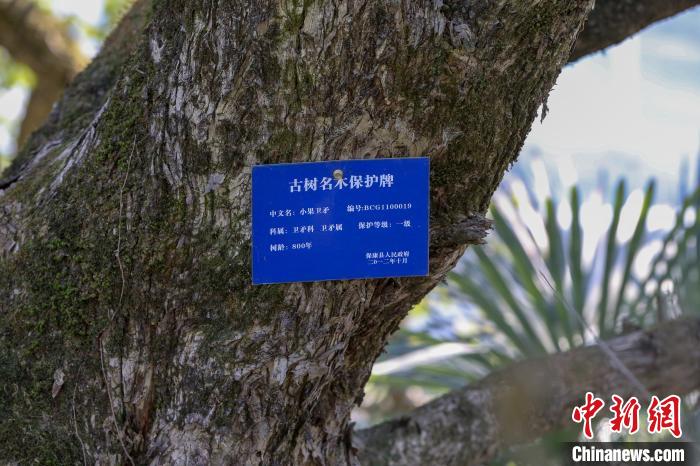 古树名木保护牌
中文名：小果卫矛 编号:BCG1100019
科属：卫矛科 卫矛属 保护等级：一级
树龄：800年
保康县人民政府
二〇一二年十月
中新网
Chinanews.com